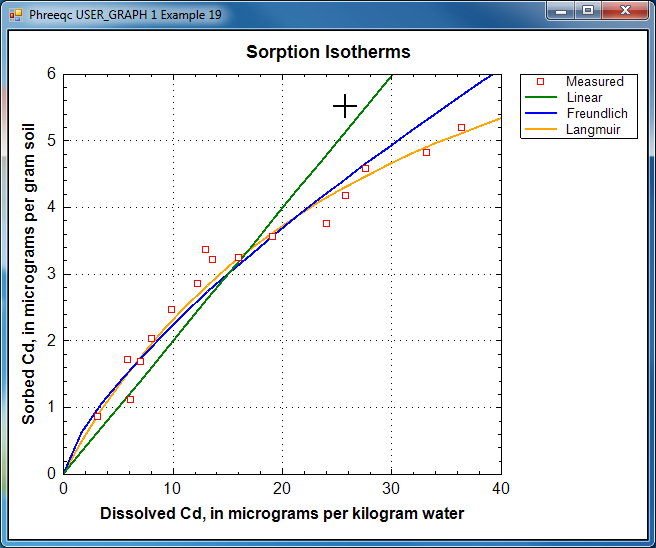 Phreeqc USER_GRAPH 1 Example 19
Sorption Isotherms
Measured
Linear
Freundlich
Langmuir
6
5
4
3
2
1
0
Sorbed Cd, in micrograms per gram soil
0 10 20 30 40
Dissolved Cd, in micrograms per kilogram water